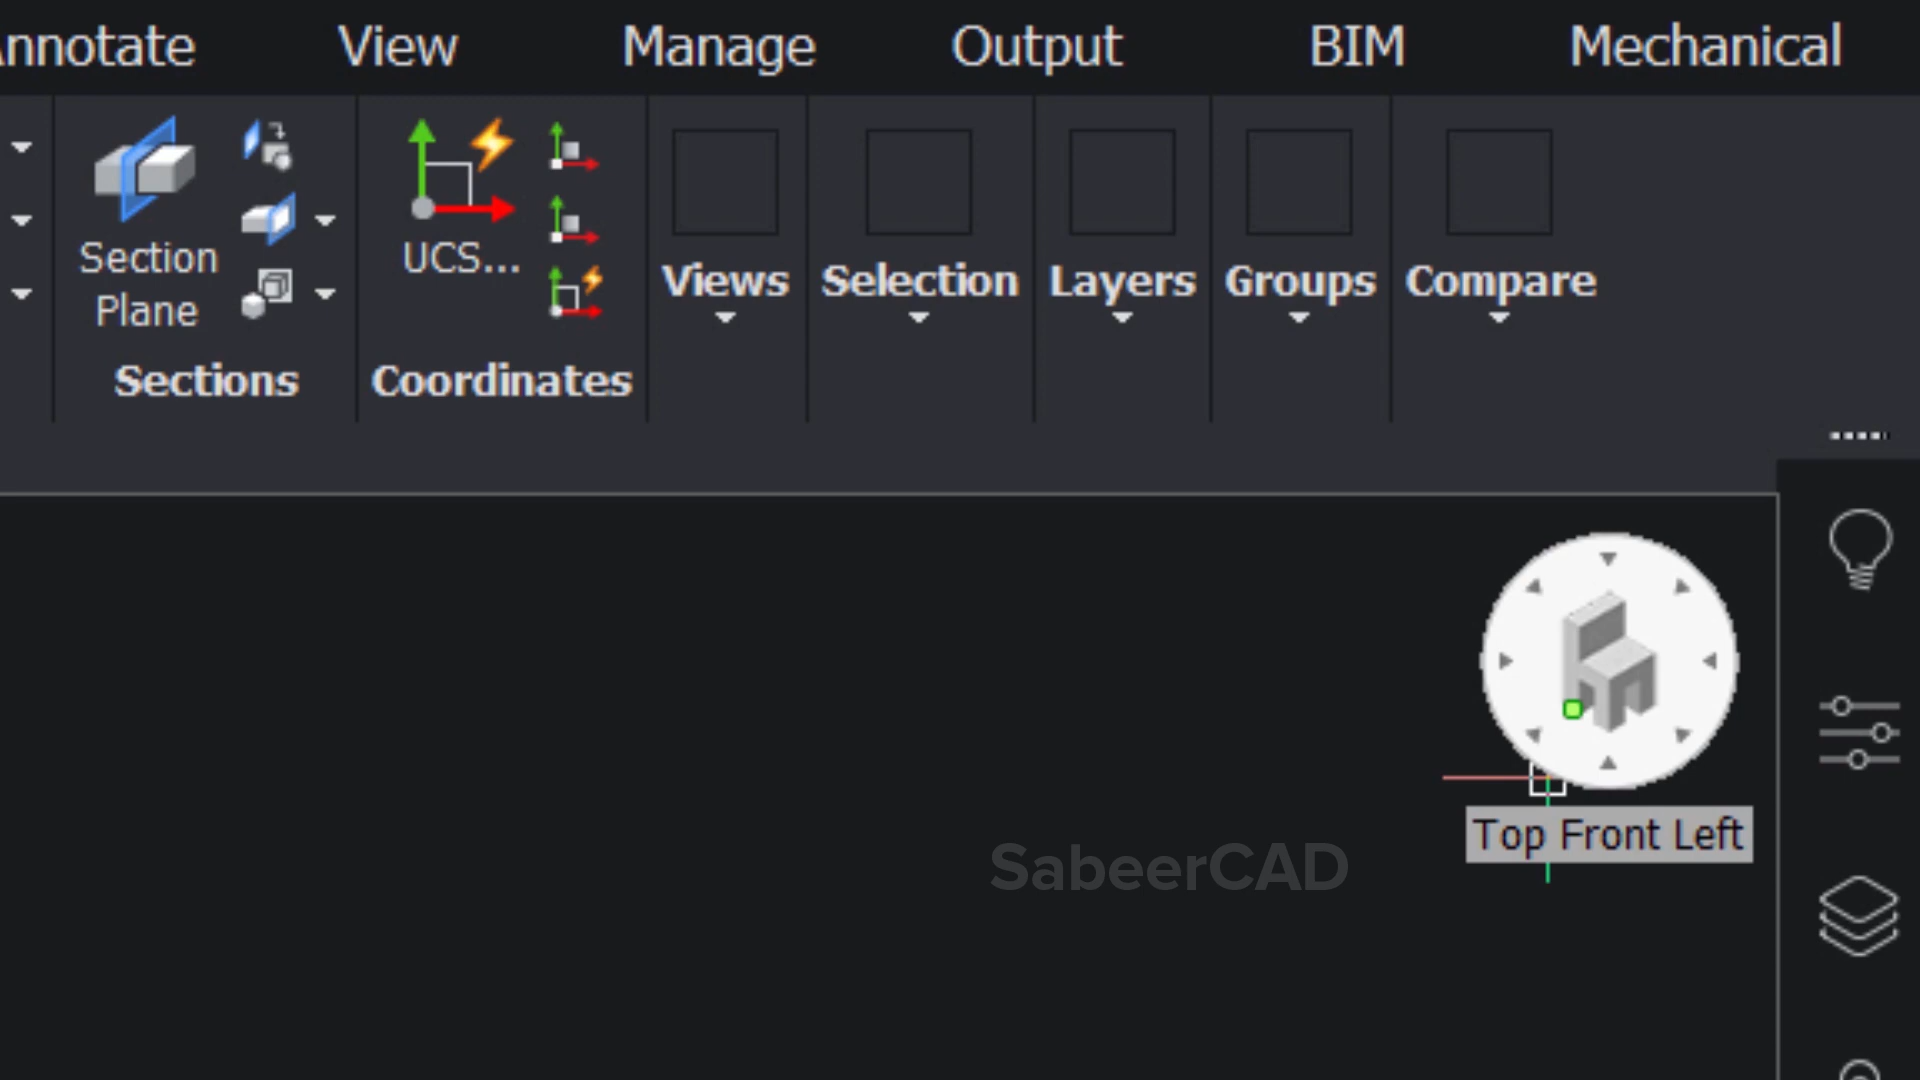 nnotate View Manage Output BIM Mechanical
Section
Plane
UCS...
Views Selection Layers Groups Compare
Sections Coordinates
Top Front Left
SabeerCAD